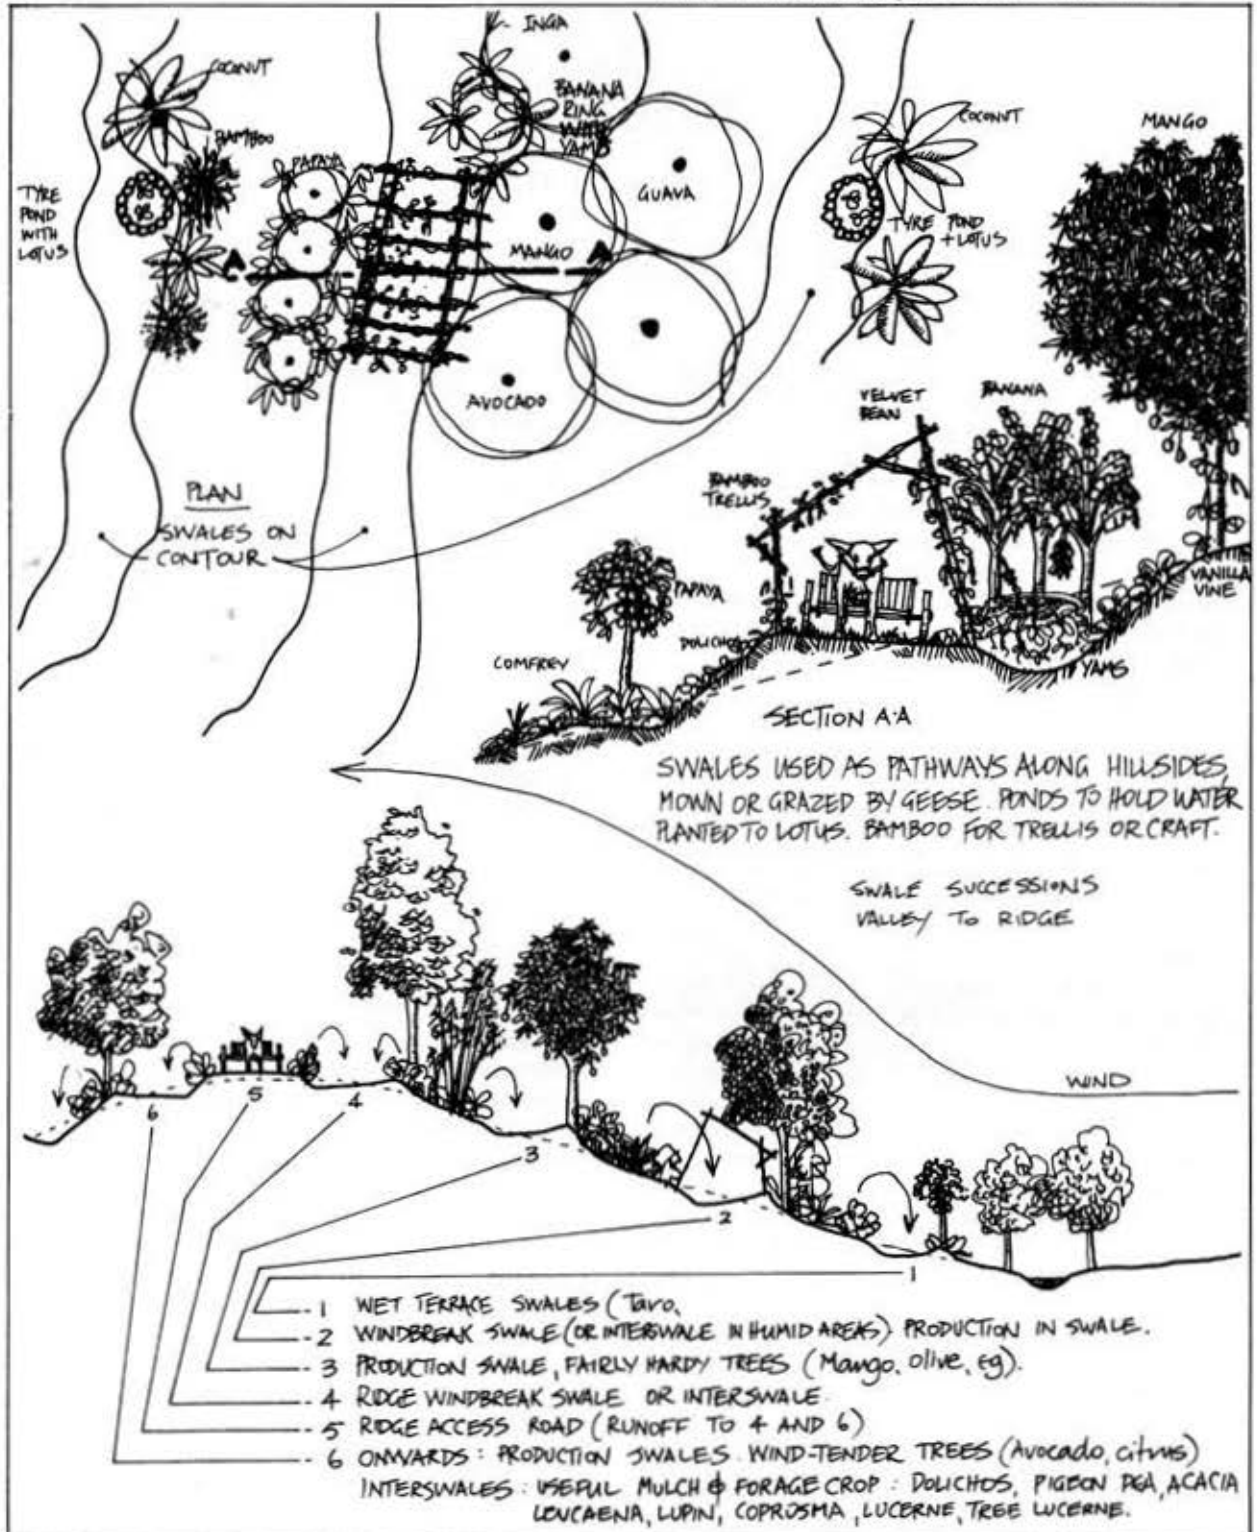 INGA
COCONUT
BANANA
RING
WITH
YAMS
COCONUT
MANGO
BAMBOO
PAPAYA
TYRE
POND
WITH
LOTUS
GUAVA
TYRE POND
+ LOTUS
A
MANGO
A
AVOCADO
VELVET
BEAN
BANANA
BAMBOO
TRELLIS
PLAN
SWALES ON
CONTOUR
PAPAYA
VANILLA
VINE
DOLICHOS
COMFREY
YAMS
SECTION A-A
SWALES USED AS PATHWAYS ALONG HILLSIDES,
MOWN OR GRAZED BY GEESE. PONDS TO HOLD WATER
PLANTED TO LOTUS. BAMBOO FOR TRELLIS OR CRAFT.
SWALE SUCCESSIONS
VALLEY TO RIDGE
WIND
6
5
4
3
2
1
- 1 WET TERRACE SWALES (Taro,
- 2 WINDBREAK SWALE (OR INTERSWALE IN HUMID AREAS) PRODUCTION IN SWALE.
- 3 PRODUCTION SWALE, FAIRLY HARDY TREES (Mango, Olive, eg).
- 4 RIDGE WINDBREAK SWALE OR INTERSWALE.
- 5 RIDGE ACCESS ROAD (RUNOFF TO 4 AND 6)
- 6 ONWARDS: PRODUCTION SWALES. WIND-TENDER TREES (Avocado, citrus)
INTERSWALES: USEFUL MULCH & FORAGE CROP: DOLICHOS, PIGEON PEA, ACACIA
LEUCAENA, LUPIN, COPROSMA, LUCERNE, TREE LUCERNE.